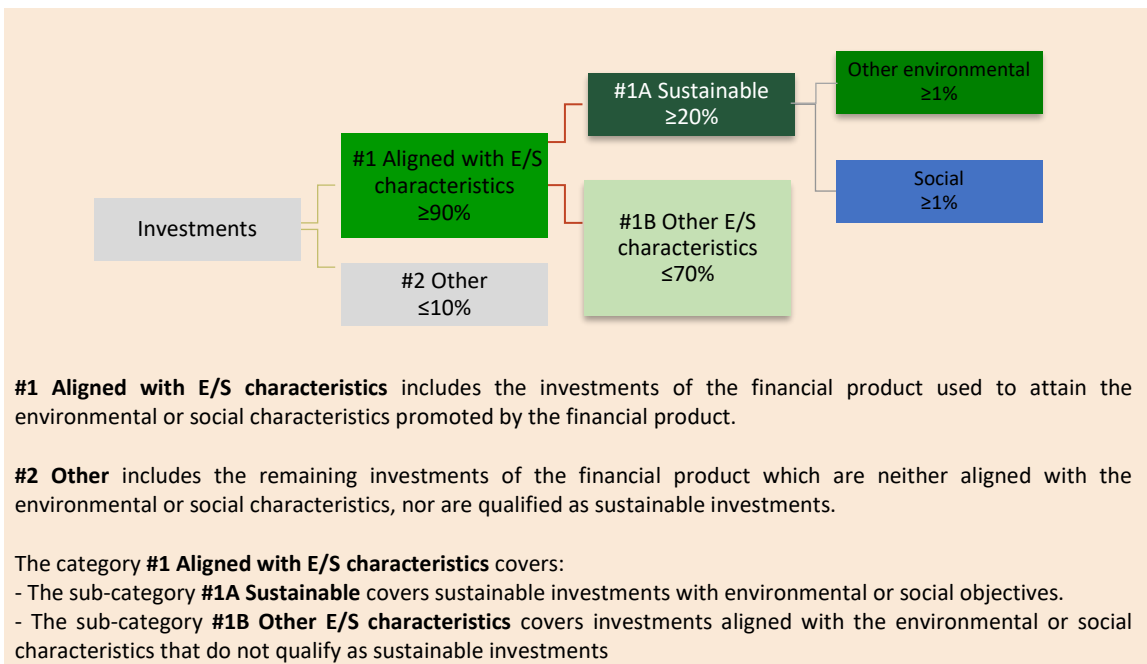 Investments
#1 Aligned with E/S
characteristics
≥90%
#2 Other
≤10%
#1A Sustainable
≥20%
#1B Other E/S
characteristics
≤70%
Other environmental
≥1%
Social
≥1%
#1 Aligned with E/S characteristics includes the investments of the financial product used to attain the
environmental or social characteristics promoted by the financial product.
#2 Other includes the remaining investments of the financial product which are neither aligned with the
environmental or social characteristics, nor are qualified as sustainable investments.
The category #1 Aligned with E/S characteristics covers:
- The sub-category #1A Sustainable covers sustainable investments with environmental or social objectives.
- The sub-category #1B Other E/S characteristics covers investments aligned with the environmental or social
characteristics that do not qualify as sustainable investments